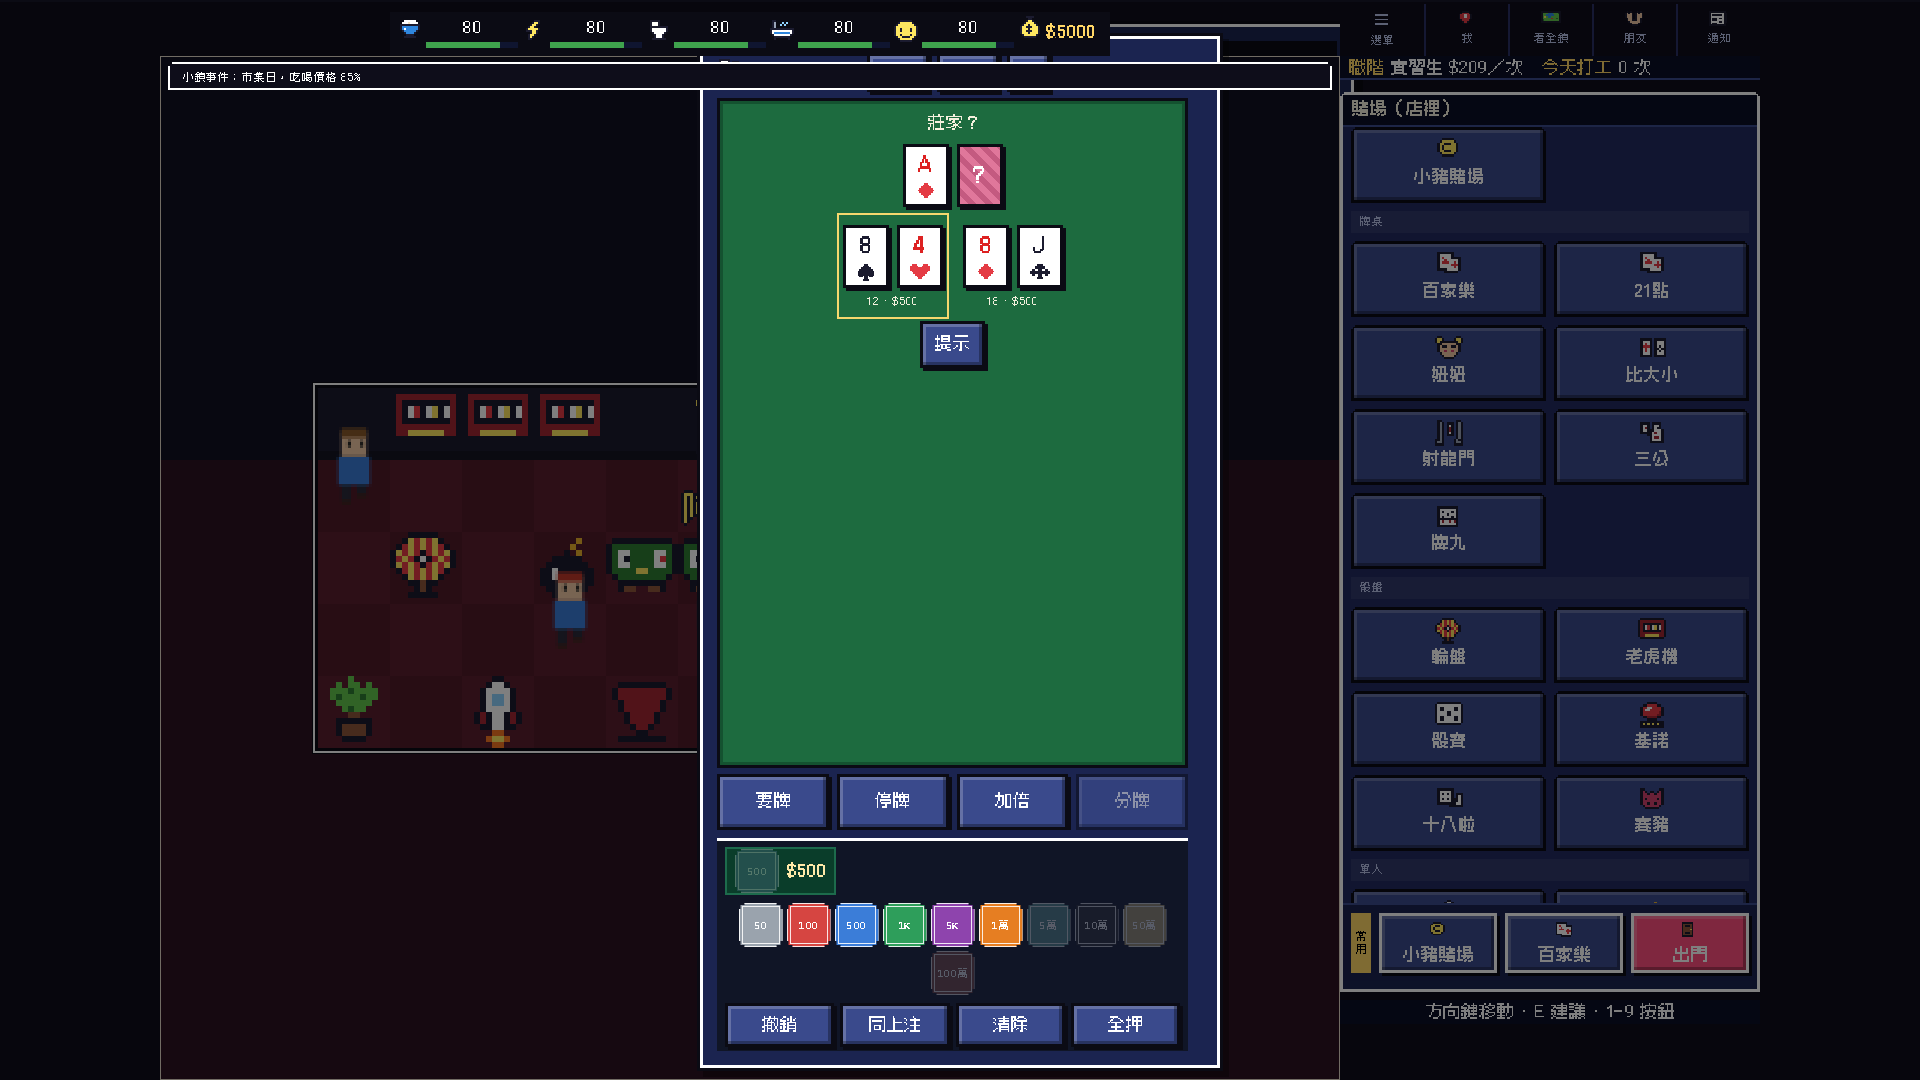 80 80 80 80 80 $5000
選單 我 看全鎮 朋友 通知
小鎮事件：市集日，吃喝價格 85%
職階 實習生 $209／次 今天打工 0 次
賭場（店裡）
小豬賭場
牌桌
百家樂 21點
妞妞 比大小
射龍門 三公
牌九
骰盤
輪盤 老虎機
骰寶 基諾
十八啦 賽豬
單人
常用 小豬賭場 百家樂 出門
方向鍵移動 · E 建議 · 1-9 按鈕
莊家？
A ?
8 4 8 J
12 · $500 18 · $500
提示
要牌 停牌 加倍 分牌
500 $500
50 100 500 1K 5K 1萬 5萬 10萬 50萬
100萬
撤銷 同上注 清除 全押